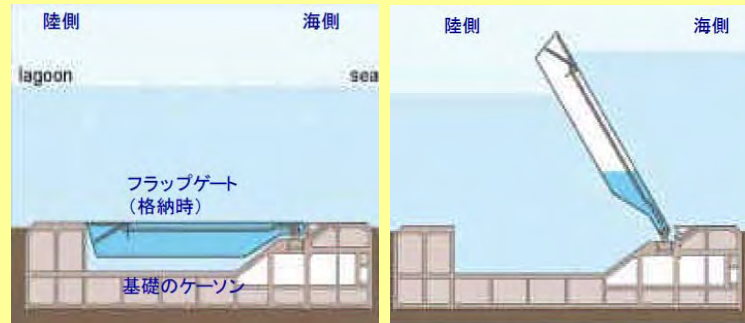 陸側 海側
lagoon sea
フラップゲート
(格納時)
基礎のケーソン
陸側 海側